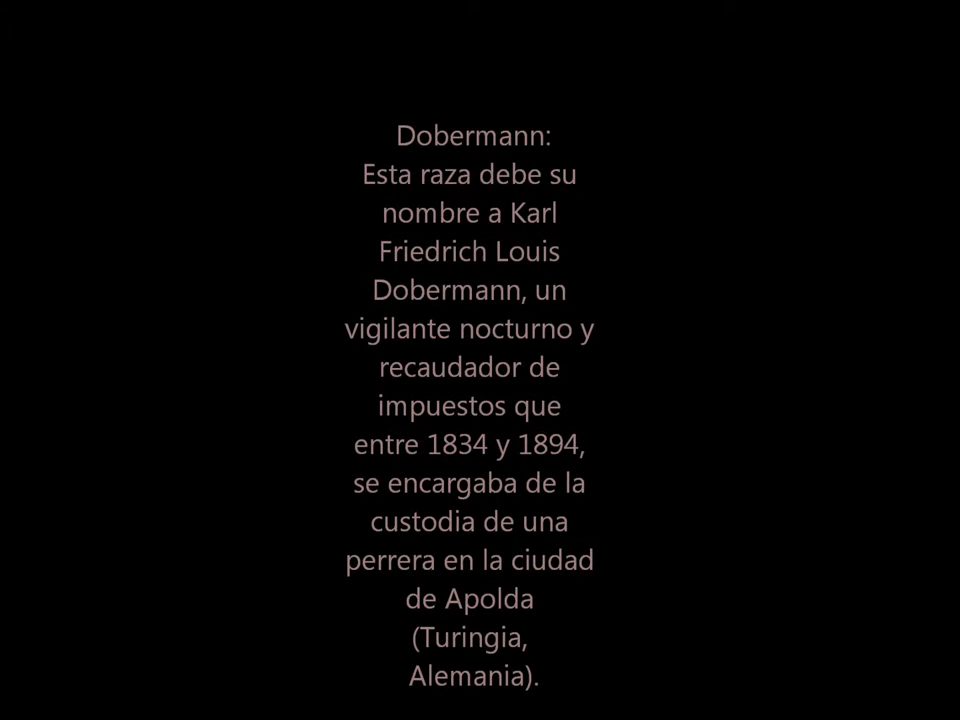 Dobermann:
Esta raza debe su
nombre a Karl
Friedrich Louis
Dobermann, un
vigilante nocturno y
recaudador de
impuestos que
entre 1834 y 1894,
se encargaba de la
custodia de una
perrera en la ciudad
de Apolda
(Turingia,
Alemania).